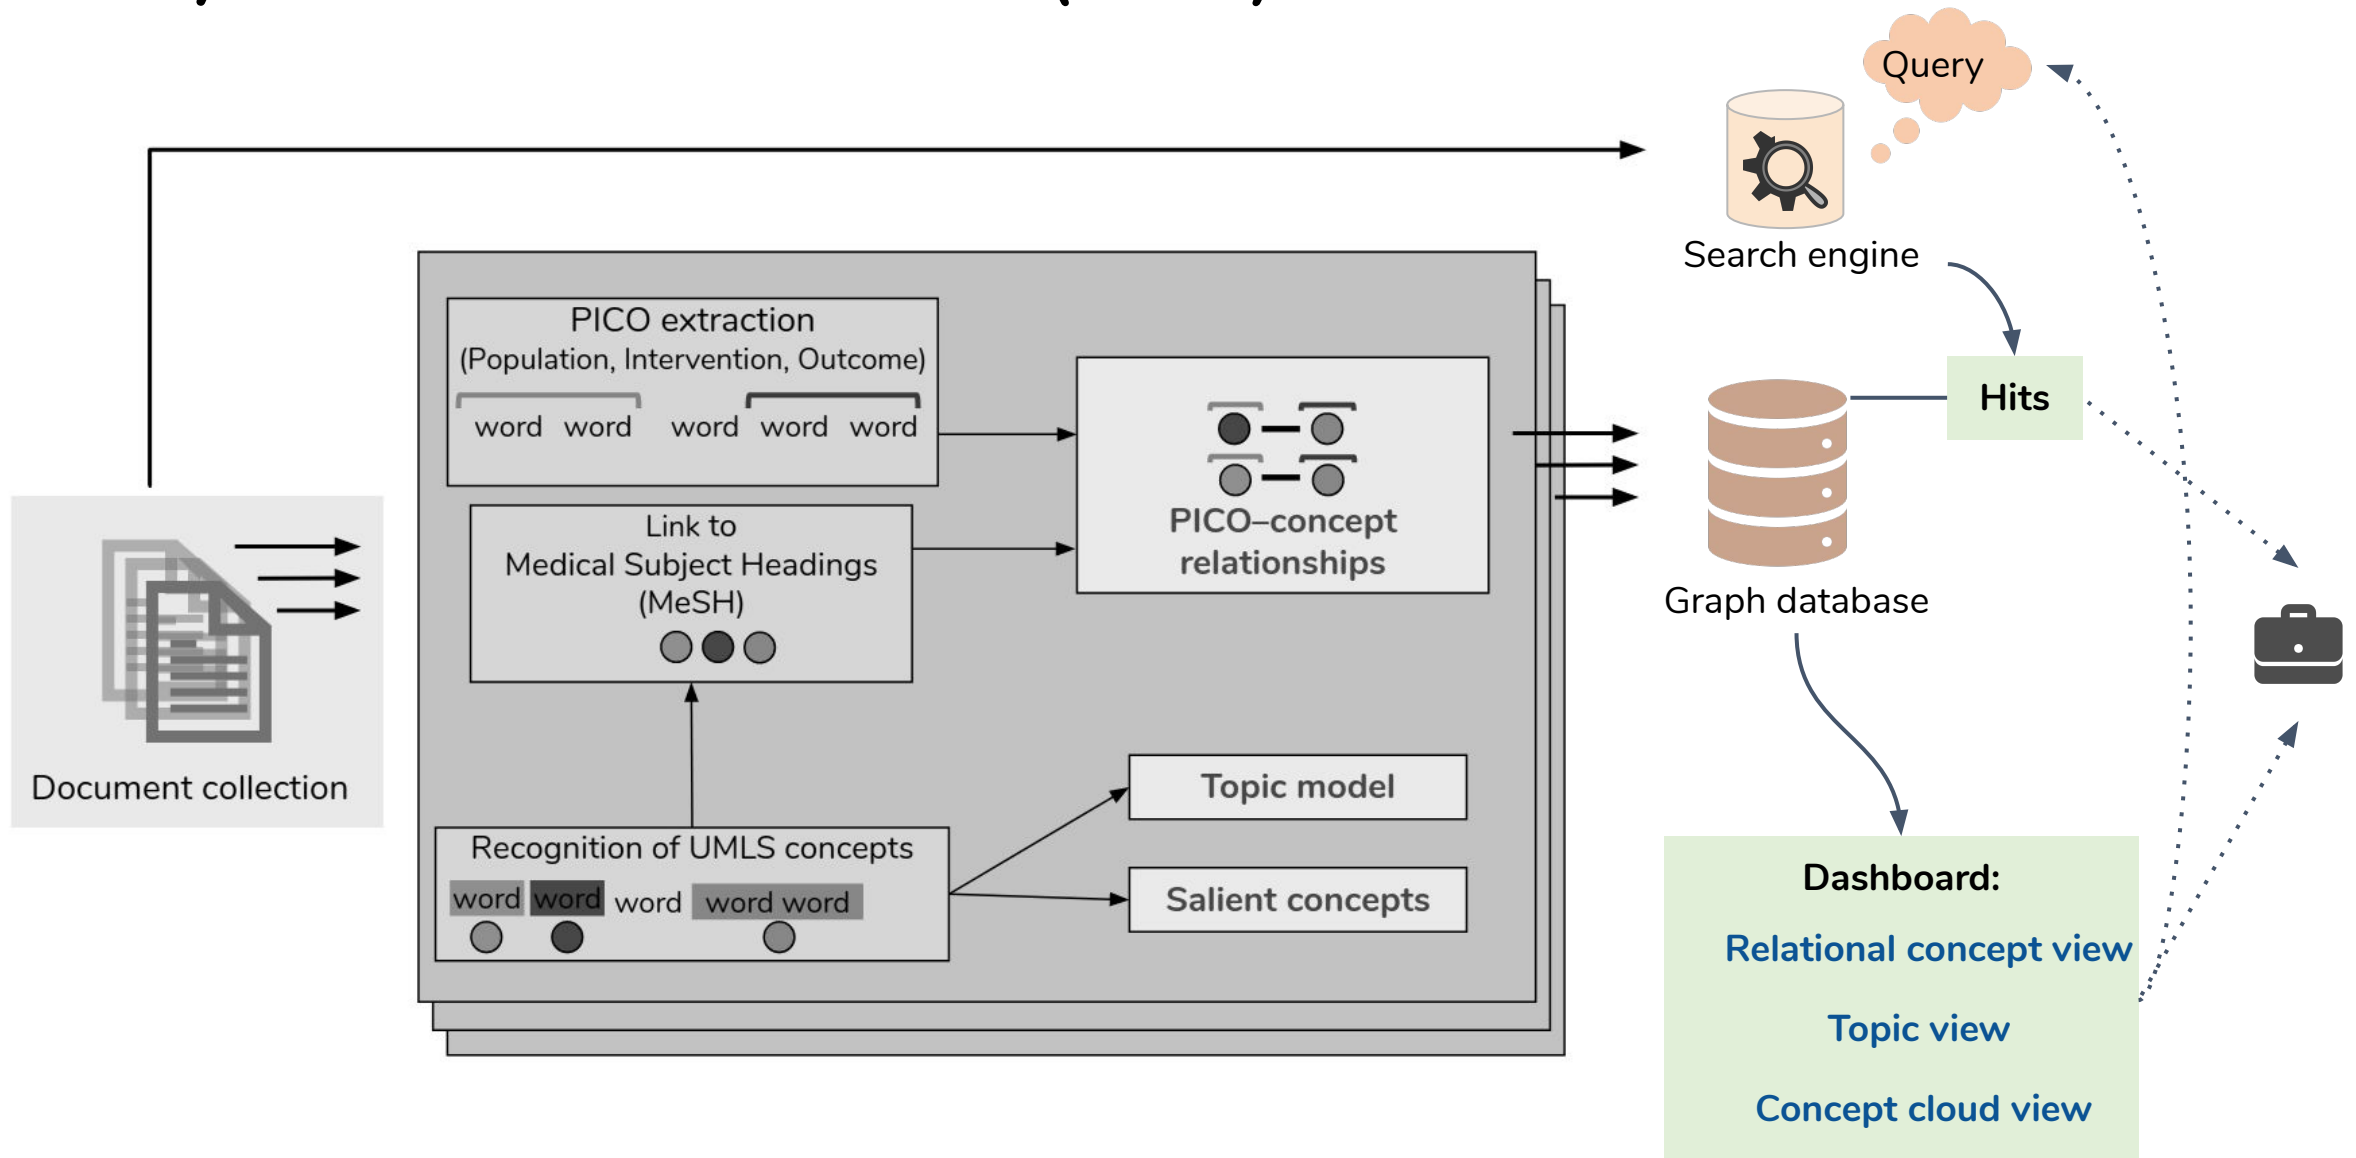 Query
Search engine
PICO extraction
(Population, Intervention, Outcome)
word word word word word
Hits
Link to
Medical Subject Headings
(MeSH)
PICO–concept
relationships
Graph database
Document collection
Topic model
Recognition of UMLS concepts
word word word word word
Salient concepts
Dashboard:
Relational concept view
Topic view
Concept cloud view